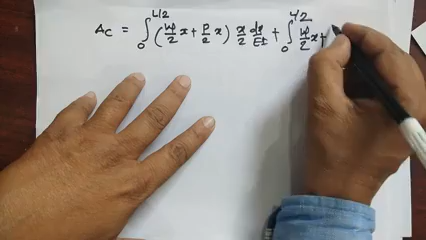 Ac = ∫₀^{L/2} (W/2 x + P/2 x) x/2 dx/EI + ∫₀^{L/2} W/2 x +